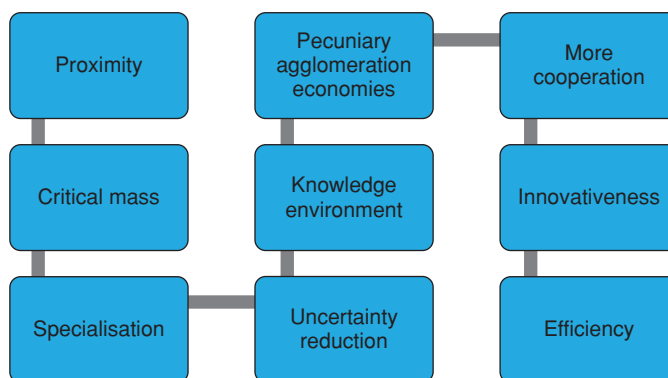 Proximity
Critical mass
Specialisation
Uncertainty
reduction
Knowledge
environment
Pecuniary
agglomeration
economies
More
cooperation
Innovativeness
Efficiency